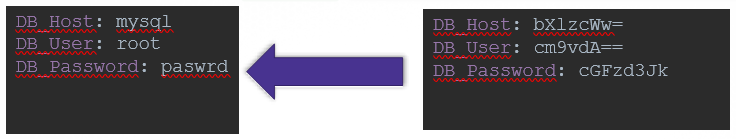 DB_Host: mysql
DB_User: root
DB_Password: paswrd
DB_Host: bXlzcWw=
DB_User: cm9vdA==
DB_Password: cGFzd3Jk